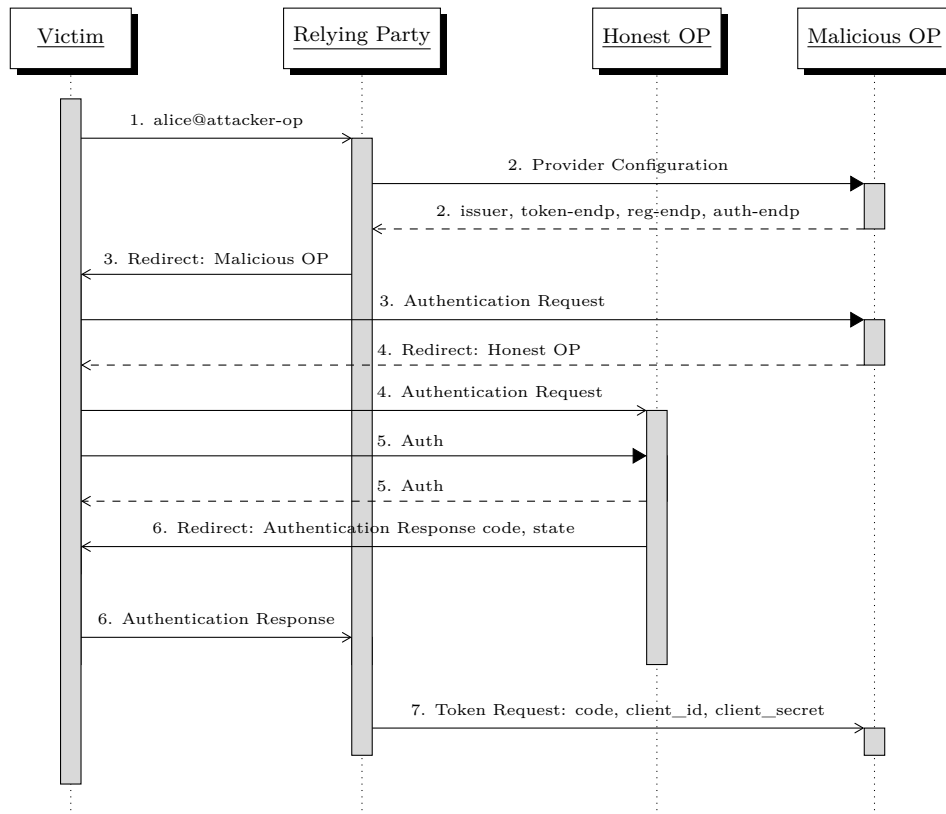 Victim
Relying Party
Honest OP
Malicious OP
1. alice@attacker-op
2. Provider Configuration
2. issuer, token-endp, reg-endp, auth-endp
3. Redirect: Malicious OP
3. Authentication Request
4. Redirect: Honest OP
4. Authentication Request
5. Auth
5. Auth
6. Redirect: Authentication Response code, state
6. Authentication Response
7. Token Request: code, client_id, client_secret